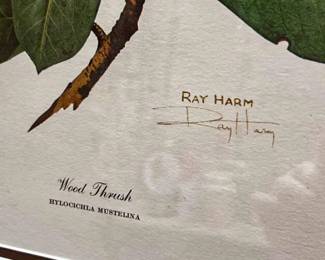 RAY HARM
Ray Harm
Wood Thrush
HYLOCICHLA MUSTELINA